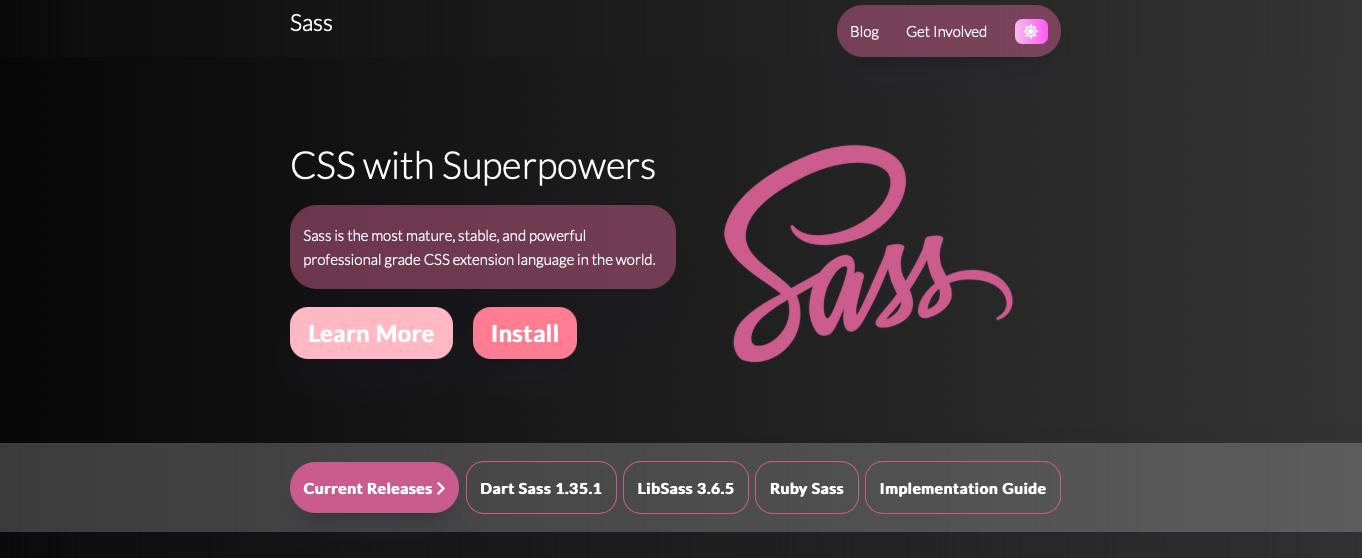 Sass
Blog
Get Involved
CSS with Superpowers
Sass is the most mature, stable, and powerful
professional grade CSS extension language in the world.
Sass
Learn More
Install
Current Releases
Dart Sass 1.35.1
LibSass 3.6.5
Ruby Sass
Implementation Guide